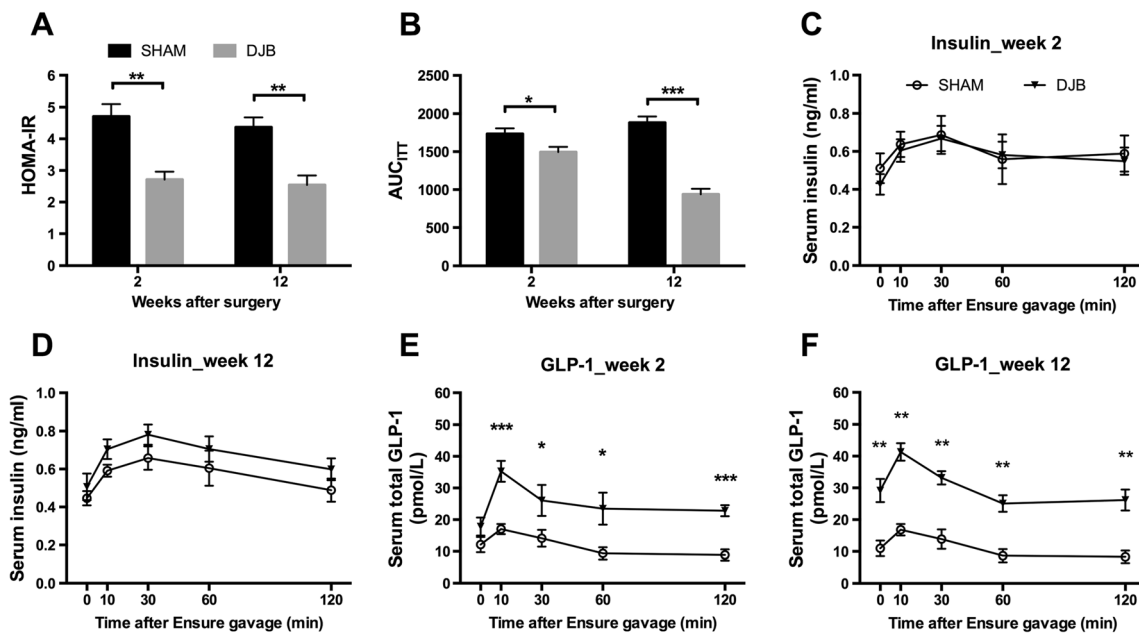 A
SHAM DJB
HOMA-IR
6
5
4
3
2
1
0
**
**
2 12
Weeks after surgery
B
AUCITT
2500
2000
1500
1000
500
0
*
***
2 12
Weeks after surgery
C
Insulin_week 2
SHAM DJB
Serum insulin (ng/ml)
1.0
0.8
0.6
0.4
0.2
0.0
0 10 30 60 120
Time after Ensure gavage (min)
D
Insulin_week 12
Serum insulin (ng/ml)
1.0
0.8
0.6
0.4
0.2
0.0
0 10 30 60 120
Time after Ensure gavage (min)
E
GLP-1_week 2
Serum total GLP-1
(pmol/L)
60
50
40
30
20
10
0
*** * * ***
0 10 30 60 120
Time after Ensure gavage (min)
F
GLP-1_week 12
Serum total GLP-1
(pmol/L)
60
50
40
30
20
10
0
** ** ** ** **
0 10 30 60 120
Time after Ensure gavage (min)